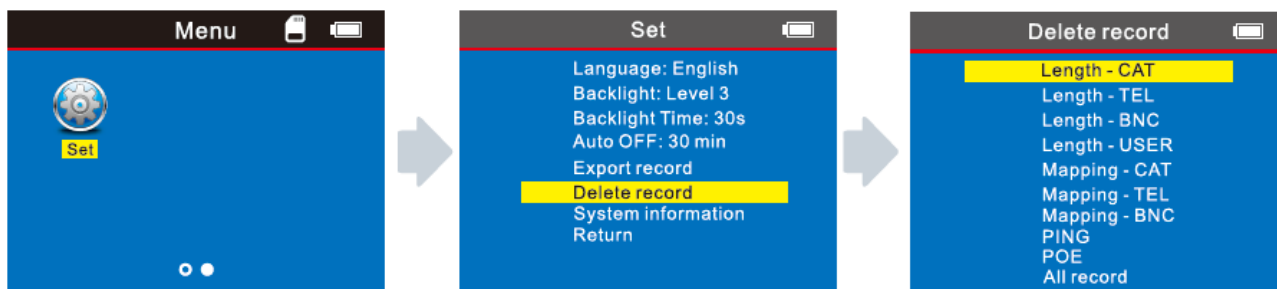 Menu
Set
Set
Language: English
Backlight: Level 3
Backlight Time: 30s
Auto OFF: 30 min
Export record
Delete record
System information
Return
Delete record
Length - CAT
Length - TEL
Length - BNC
Length - USER
Mapping - CAT
Mapping - TEL
Mapping - BNC
PING
POE
All record